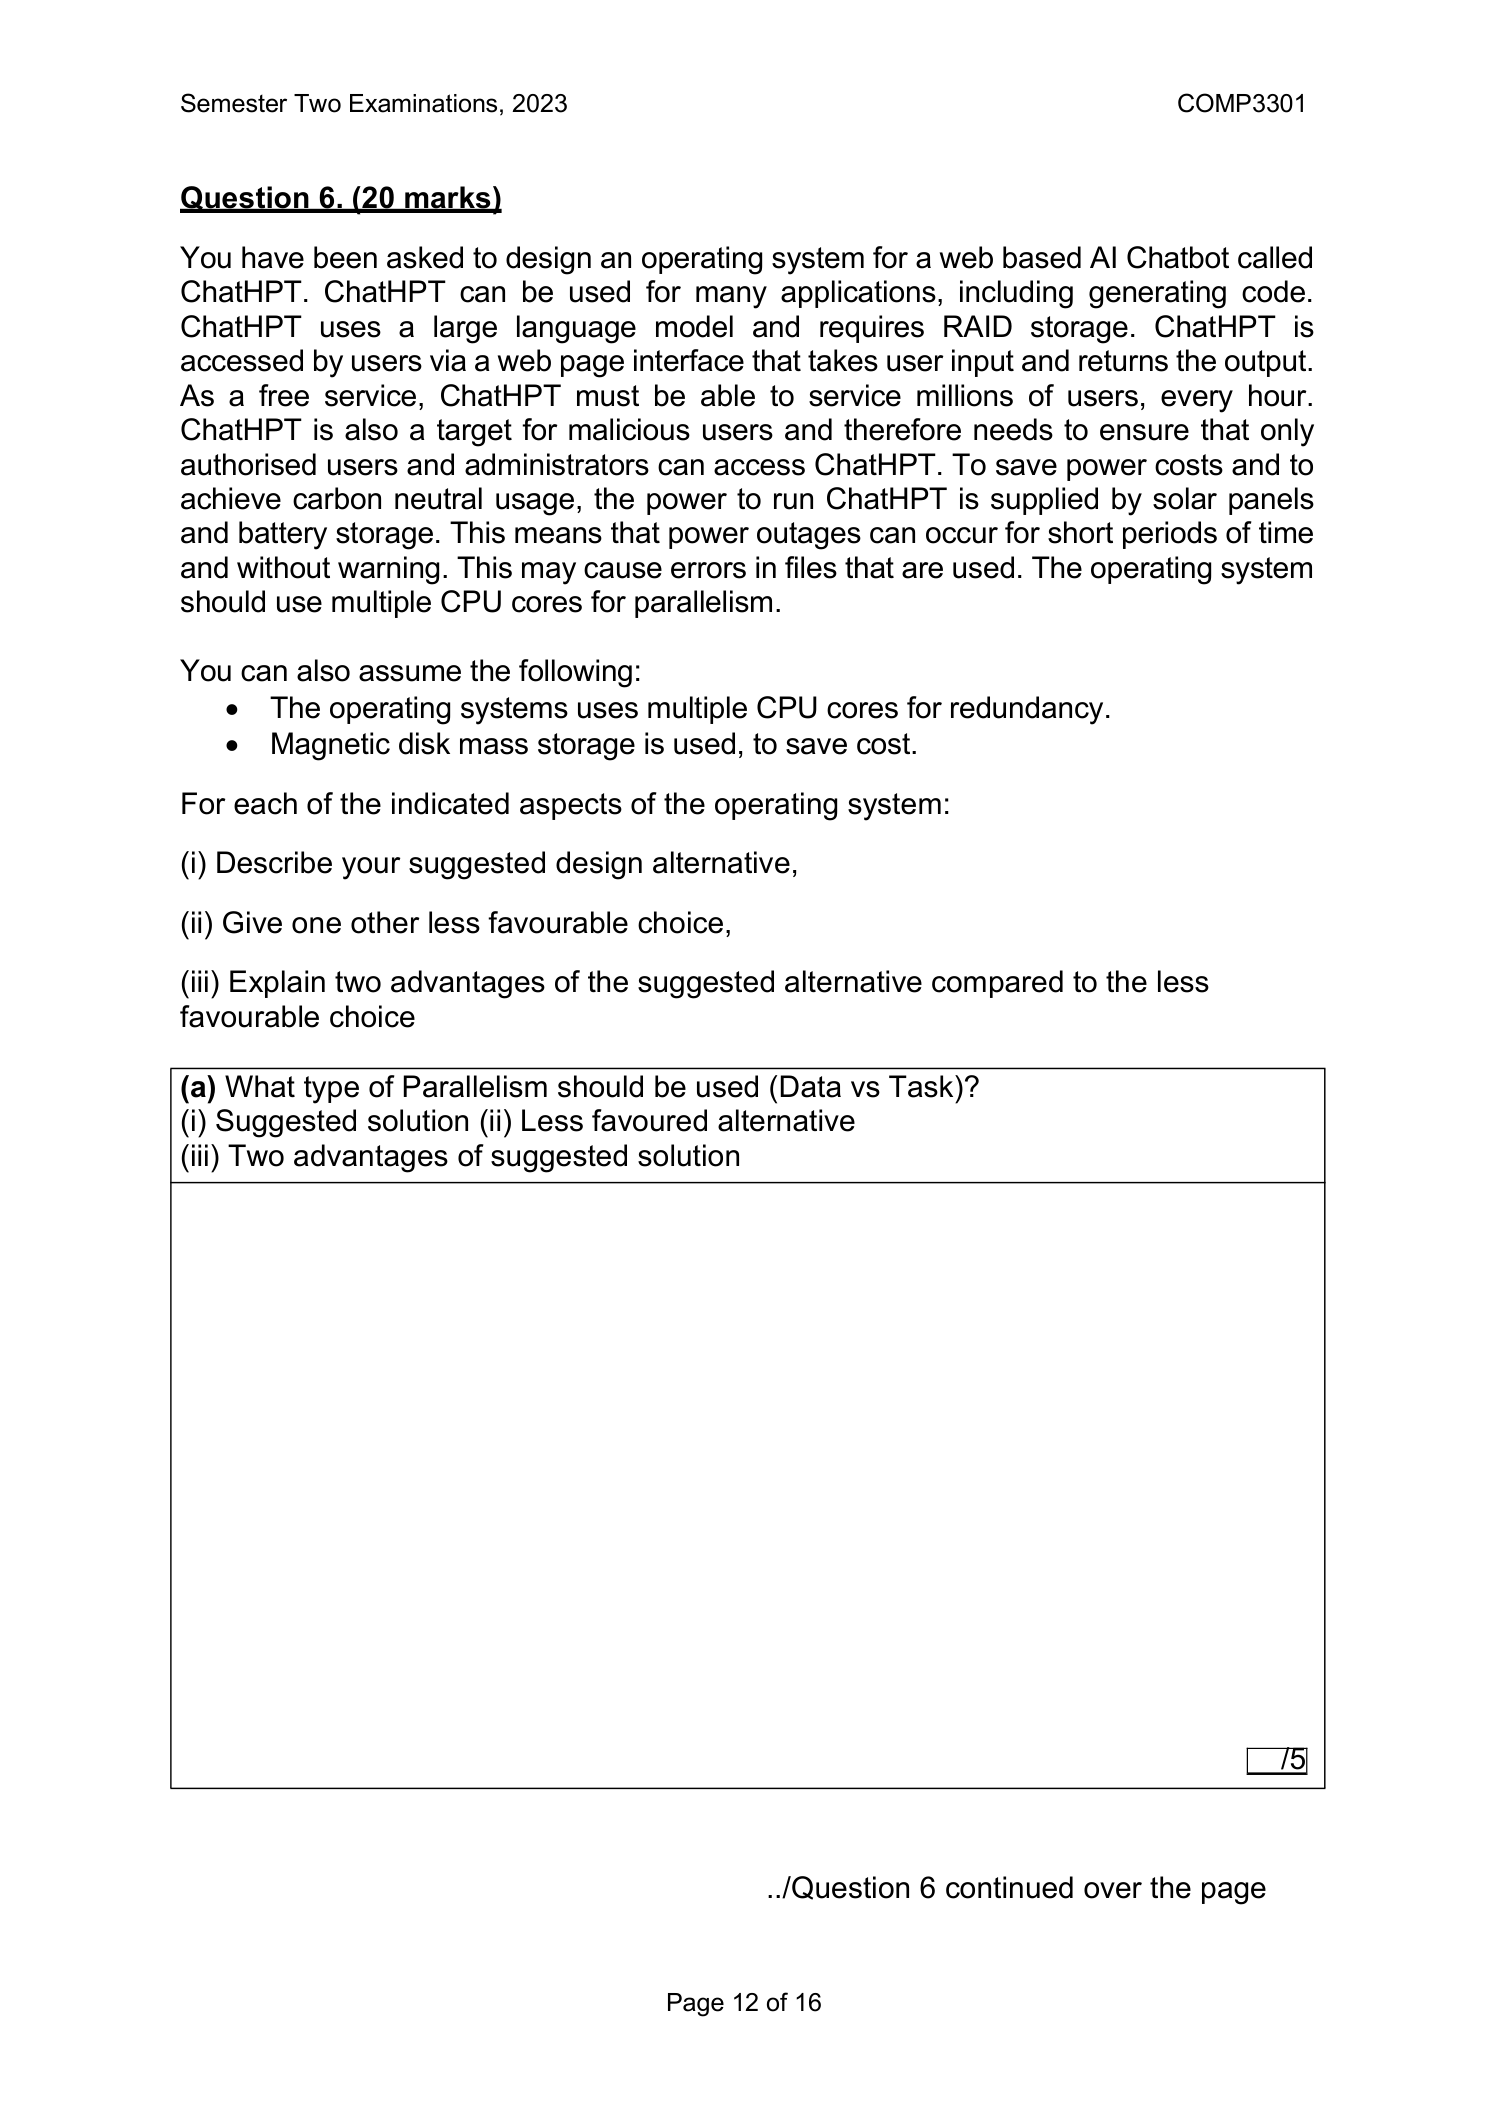 Semester Two Examinations, 2023 COMP3301
Question 6. (20 marks)
You have been asked to design an operating system for a web based AI Chatbot called
ChatHPT. ChatHPT can be used for many applications, including generating code.
ChatHPT uses a large language model and requires RAID storage. ChatHPT is
accessed by users via a web page interface that takes user input and returns the output.
As a free service, ChatHPT must be able to service millions of users, every hour.
ChatHPT is also a target for malicious users and therefore needs to ensure that only
authorised users and administrators can access ChatHPT. To save power costs and to
achieve carbon neutral usage, the power to run ChatHPT is supplied by solar panels
and battery storage. This means that power outages can occur for short periods of time
and without warning. This may cause errors in files that are used. The operating system
should use multiple CPU cores for parallelism.
You can also assume the following:
• The operating systems uses multiple CPU cores for redundancy.
• Magnetic disk mass storage is used, to save cost.
For each of the indicated aspects of the operating system:
(i) Describe your suggested design alternative,
(ii) Give one other less favourable choice,
(iii) Explain two advantages of the suggested alternative compared to the less
favourable choice
(a) What type of Parallelism should be used (Data vs Task)?
(i) Suggested solution (ii) Less favoured alternative
(iii) Two advantages of suggested solution
/5
../Question 6 continued over the page
Page 12 of 16